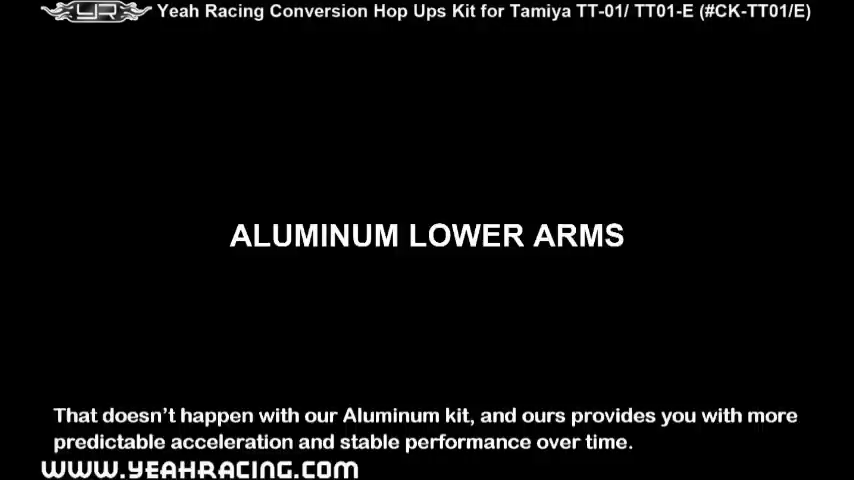 YR Yeah Racing Conversion Hop Ups Kit for Tamiya TT-01/ TT01-E (#CK-TT01/E)
ALUMINUM LOWER ARMS
That doesn't happen with our Aluminum kit, and ours provides you with more
predictable acceleration and stable performance over time.
WWW.YEAHRACING.COM